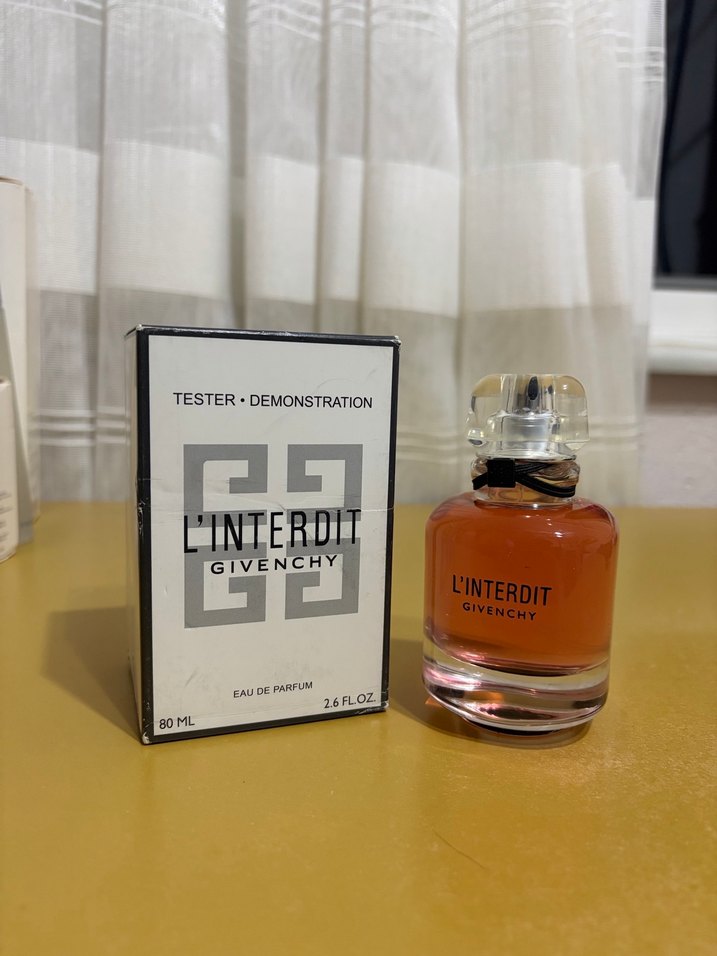 TESTER • DEMONSTRATION
L'INTERDIT
GIVENCHY
EAU DE PARFUM
80 ML
2.6 FL.OZ.
L'INTERDIT
GIVENCHY